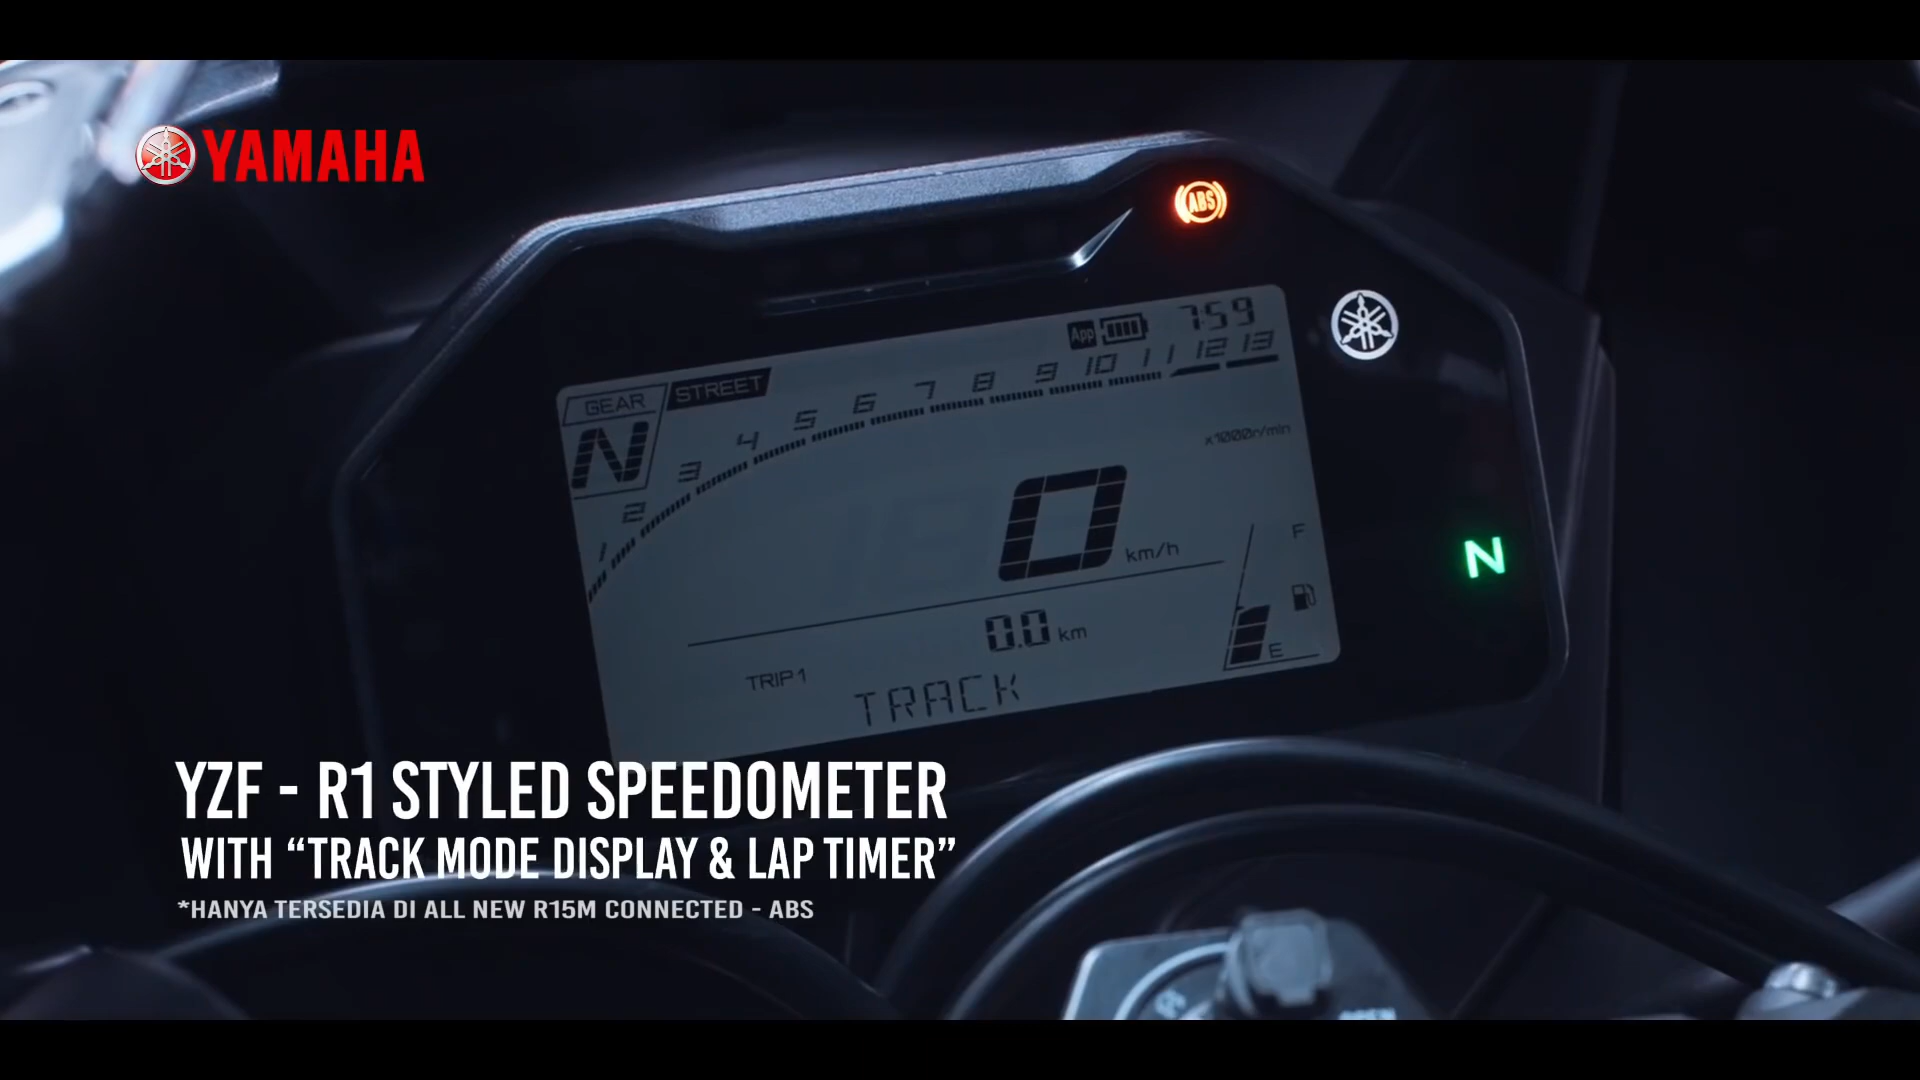 YAMAHA
ABS
App 7:59
GEAR STREET
N
1 2 3 4 5 6 7 8 9 10 11 12 13
x1000r/min
0 km/h
F
N
0.0 km
E
TRIP1
TRACK
YZF - R1 STYLED SPEEDOMETER
WITH “TRACK MODE DISPLAY & LAP TIMER”
*HANYA TERSEDIA DI ALL NEW R15M CONNECTED - ABS
OPEN